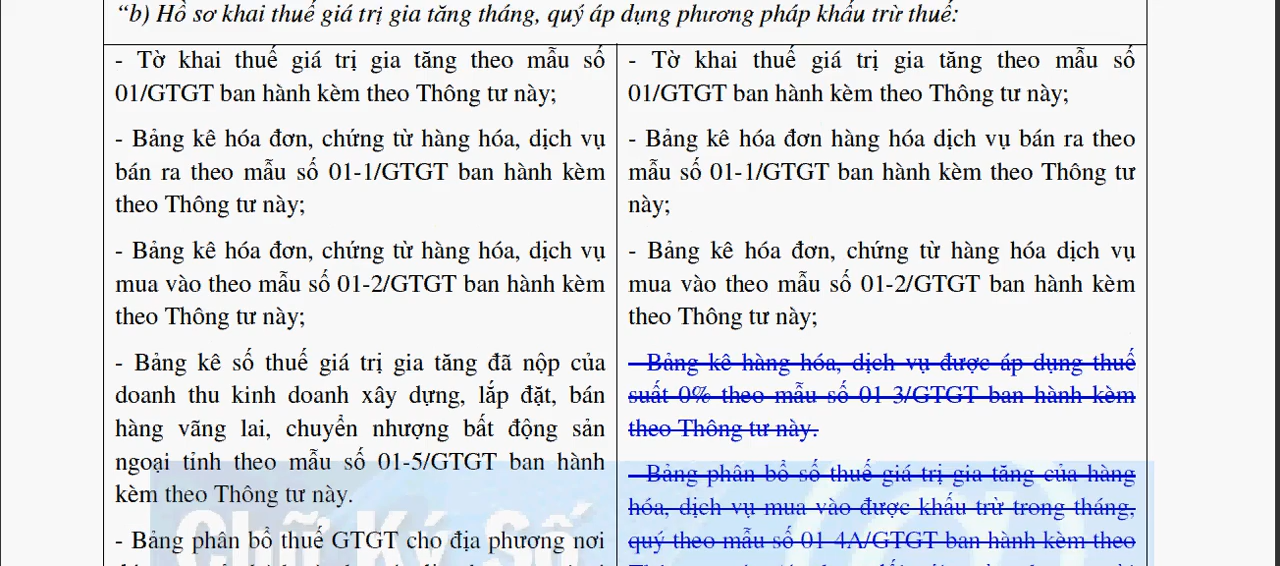 “b) Hồ sơ khai thuế giá trị gia tăng tháng, quý áp dụng phương pháp khấu trừ thuế:
- Tờ khai thuế giá trị gia tăng theo mẫu số
01/GTGT ban hành kèm theo Thông tư này;
- Bảng kê hóa đơn, chứng từ hàng hóa, dịch vụ
bán ra theo mẫu số 01-1/GTGT ban hành kèm
theo Thông tư này;
- Bảng kê hóa đơn, chứng từ hàng hóa, dịch vụ
mua vào theo mẫu số 01-2/GTGT ban hành kèm
theo Thông tư này;
- Bảng kê số thuế giá trị gia tăng đã nộp của
doanh thu kinh doanh xây dựng, lắp đặt, bán
hàng vãng lai, chuyển nhượng bất động sản
ngoại tỉnh theo mẫu số 01-5/GTGT ban hành
kèm theo Thông tư này.
- Bảng phân bổ thuế GTGT cho địa phương nơi
- Tờ khai thuế giá trị gia tăng theo mẫu số
01/GTGT ban hành kèm theo Thông tư này;
- Bảng kê hóa đơn hàng hóa dịch vụ bán ra theo
mẫu số 01-1/GTGT ban hành kèm theo Thông tư
này;
- Bảng kê hóa đơn, chứng từ hàng hóa dịch vụ
mua vào theo mẫu số 01-2/GTGT ban hành kèm
theo Thông tư này;
- Bảng kê hàng hóa, dịch vụ được áp dụng thuế
suất 0% theo mẫu số 01-3/GTGT ban hành kèm
theo Thông tư này.
- Bảng phân bổ số thuế giá trị gia tăng của hàng
hóa, dịch vụ mua vào được khấu trừ trong tháng,
quý theo mẫu số 01-4A/GTGT ban hành kèm theo
Chữ Ký Số